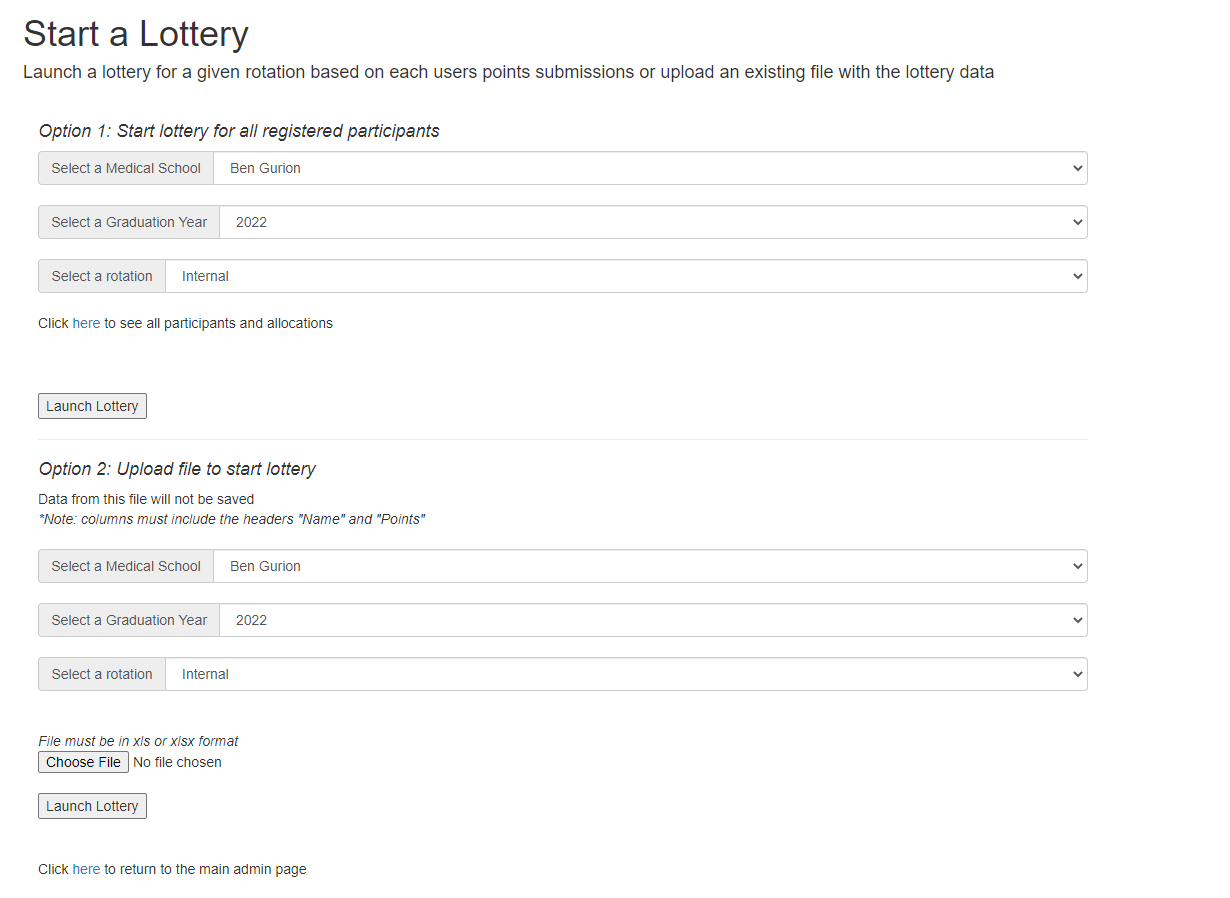 Start a Lottery
Launch a lottery for a given rotation based on each users points submissions or upload an existing file with the lottery data
Option 1: Start lottery for all registered participants
Select a Medical School Ben Gurion
Select a Graduation Year 2022
Select a rotation Internal
Click here to see all participants and allocations
Launch Lottery
Option 2: Upload file to start lottery
Data from this file will not be saved
*Note: columns must include the headers "Name" and "Points"
Select a Medical School Ben Gurion
Select a Graduation Year 2022
Select a rotation Internal
File must be in xls or xlsx format
Choose File No file chosen
Launch Lottery
Click here to return to the main admin page